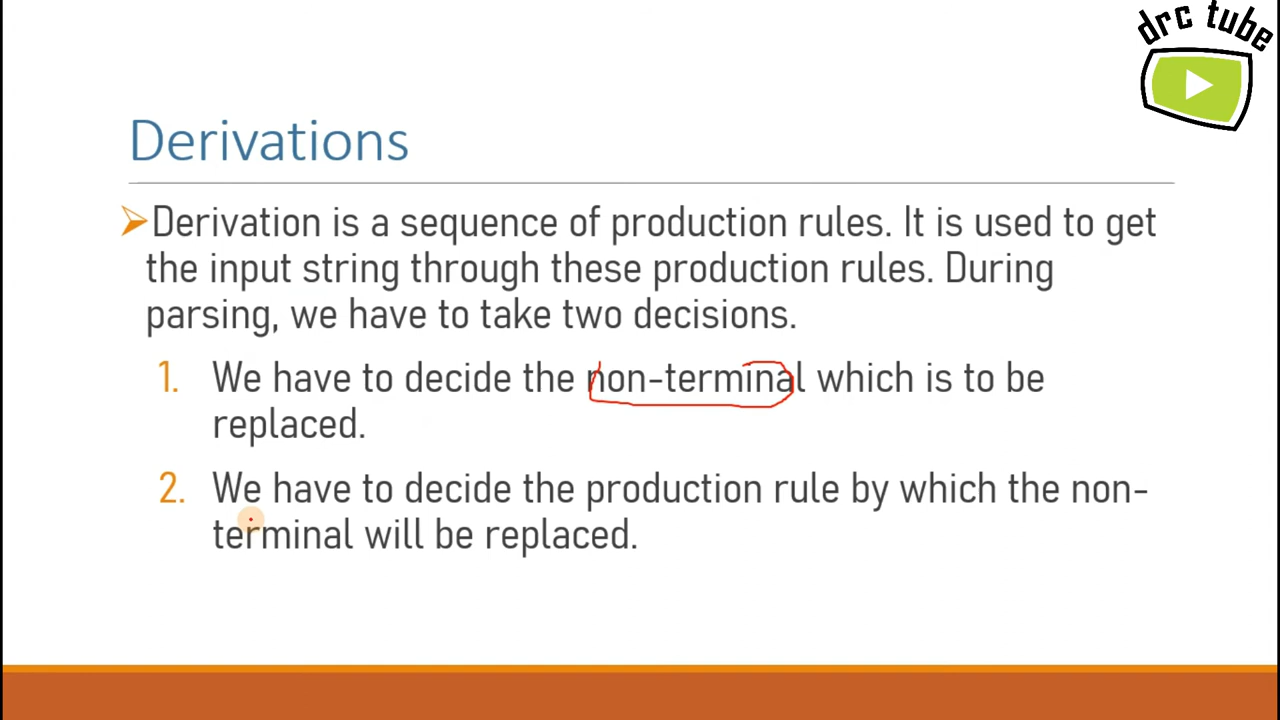 drc tube
Derivations
Derivation is a sequence of production rules. It is used to get
the input string through these production rules. During
parsing, we have to take two decisions.
1. We have to decide the non-terminal which is to be
replaced.
2. We have to decide the production rule by which the non-
terminal will be replaced.